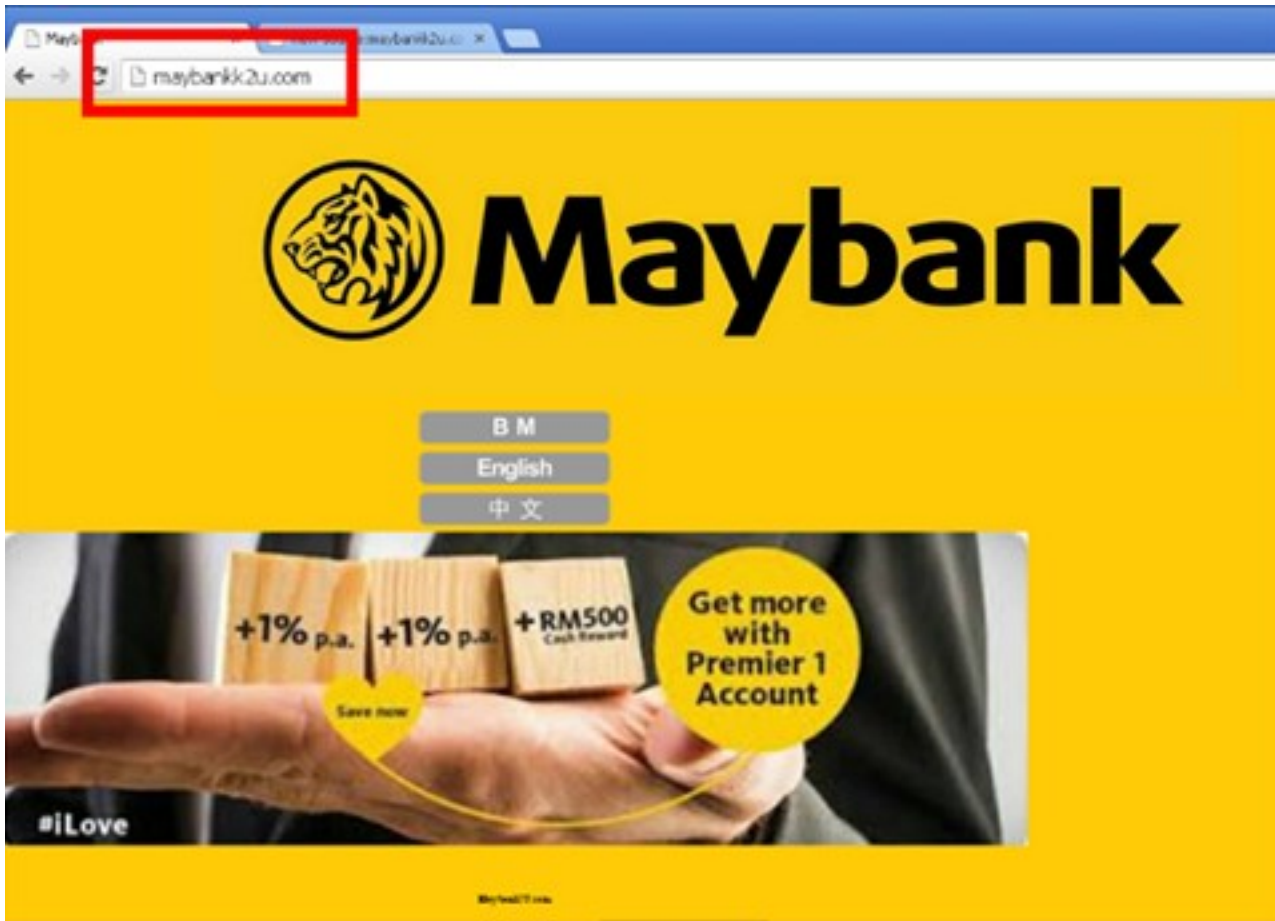 maybankk2u.com
Maybank
B M
English
中 文
+1% p.a.
+1% p.a.
+ RM500
Cash Reward
Get more
with
Premier 1
Account
Save now
#iLove